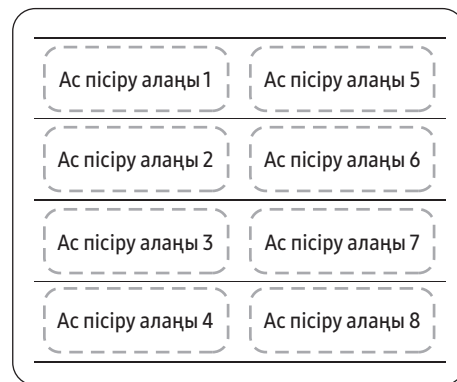 Ас пісіру алаңы 1
Ас пісіру алаңы 5
Ас пісіру алаңы 2
Ас пісіру алаңы 6
Ас пісіру алаңы 3
Ас пісіру алаңы 7
Ас пісіру алаңы 4
Ас пісіру алаңы 8